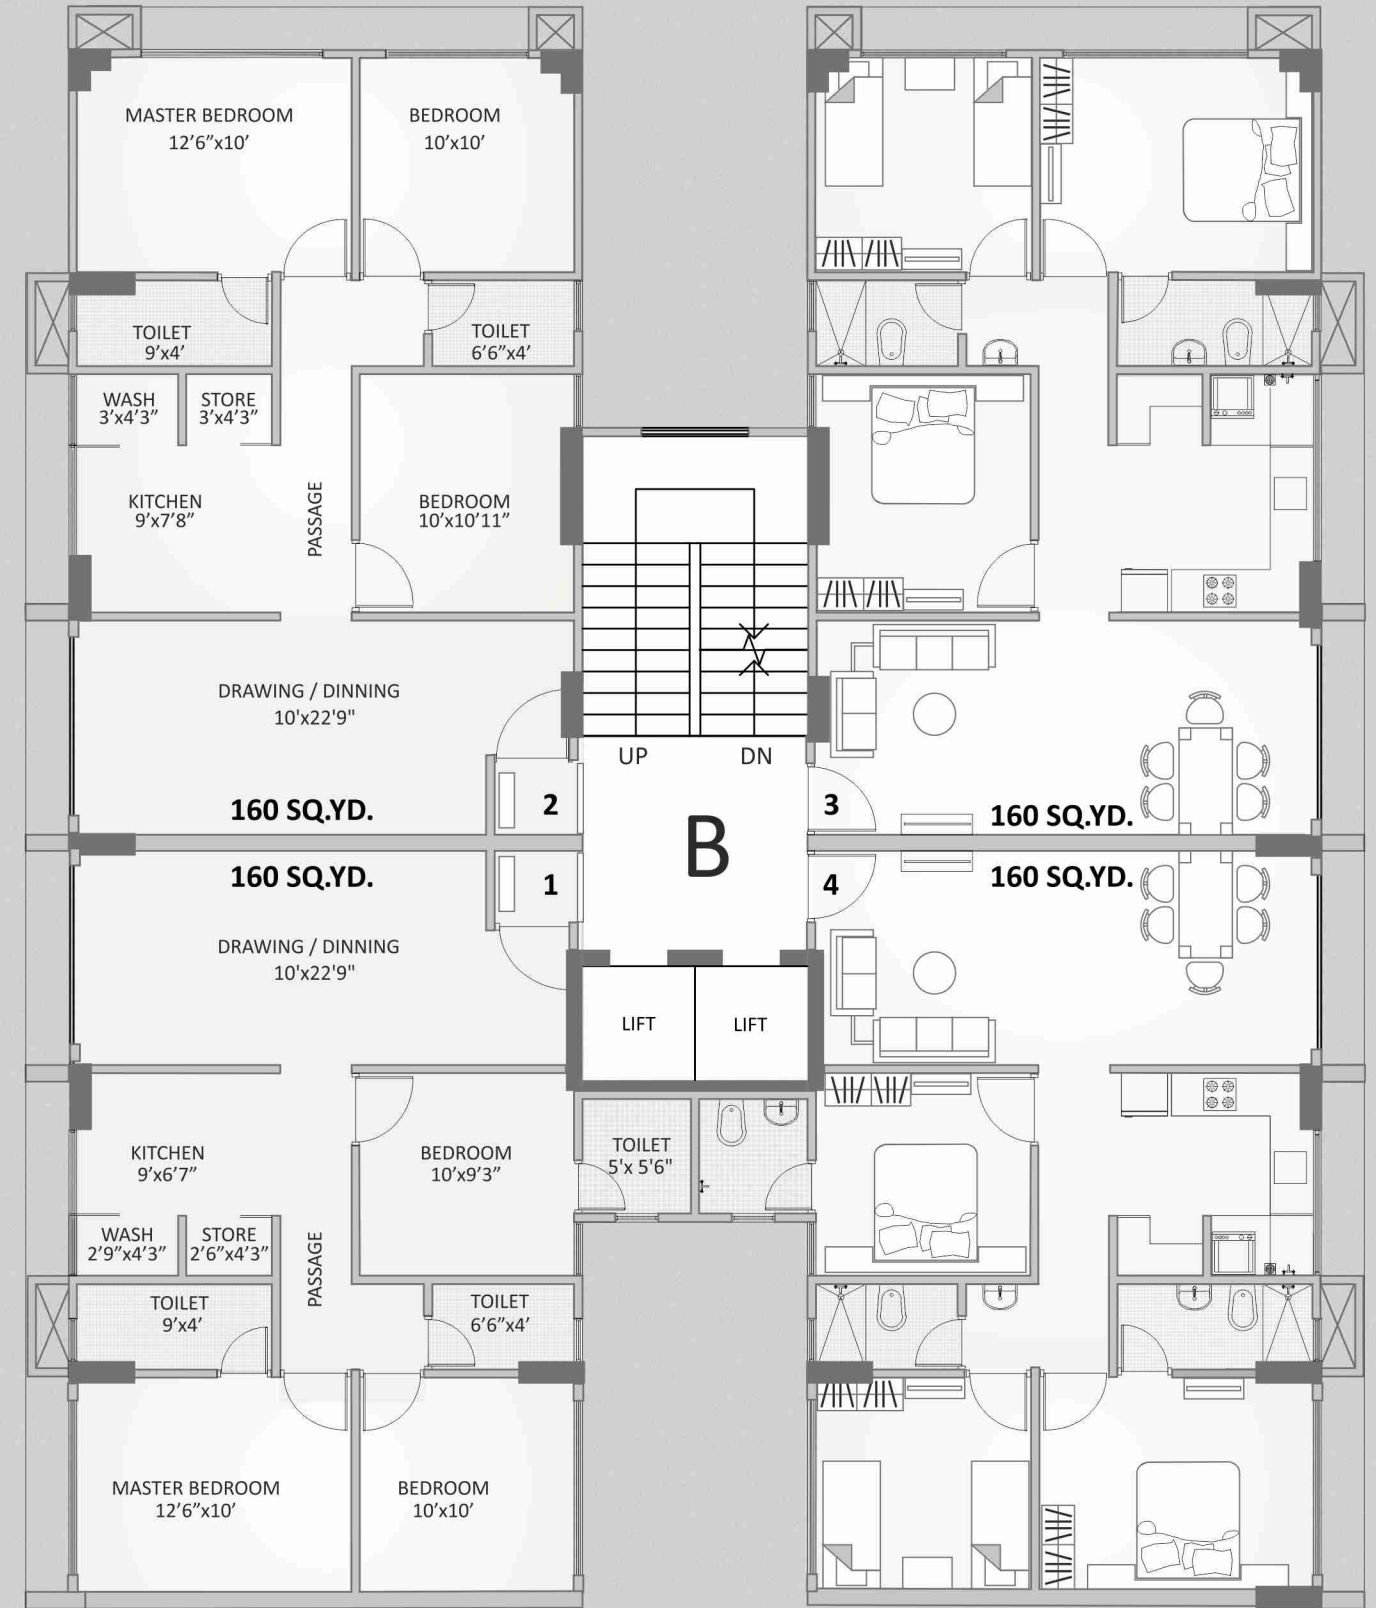 MASTER BEDROOM
12'6”x10'
BEDROOM
10'x10'
TOILET
9'x4'
TOILET
6'6”x4'
WASH
3'x4'3”
STORE
3'x4'3”
KITCHEN
9'x7'8”
PASSAGE
BEDROOM
10'x10'11”
DRAWING / DINNING
10'x22'9"
160 SQ.YD.
2
UP
DN
3
160 SQ.YD.
B
160 SQ.YD.
1
4
160 SQ.YD.
DRAWING / DINNING
10'x22'9"
LIFT
LIFT
KITCHEN
9'x6'7”
BEDROOM
10'x9'3”
TOILET
5'x 5'6"
WASH
2'9”x4'3”
STORE
2'6”x4'3”
PASSAGE
TOILET
9'x4'
TOILET
6'6”x4'
MASTER BEDROOM
12'6”x10'
BEDROOM
10'x10'